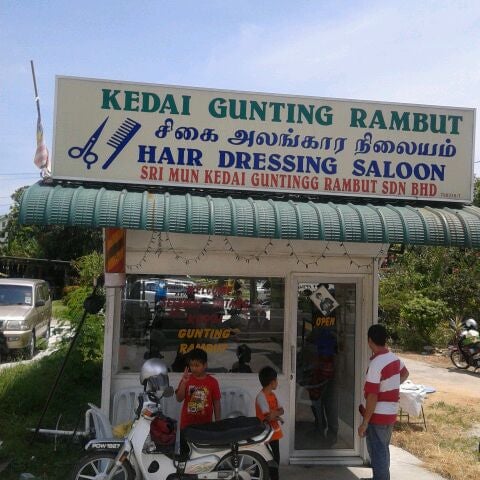 KEDAI GUNTING RAMBUT
சிகை அலங்கார நிலையம்
HAIR DRESSING SALOON
SRI MUN KEDAI GUNTINGG RAMBUT SDN BHD
GUNTING
RAMBUT
OPEN